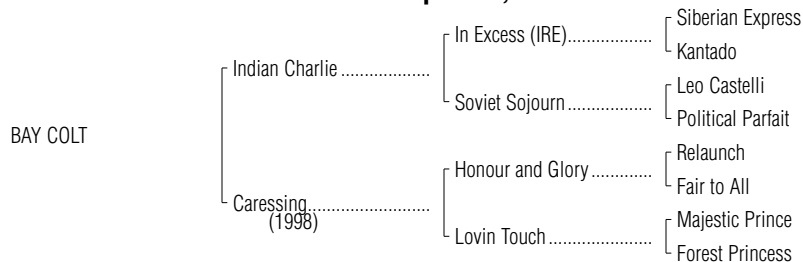 Siberian Express
In Excess (IRE)..................
Kantado
Indian Charlie ...................
Leo Castelli
Soviet Sojourn..................
Political Parfait
BAY COLT
Relaunch
Honour and Glory.............
Fair to All
Caressing..........................
(1998)
Majestic Prince
Lovin Touch ......................
Forest Princess